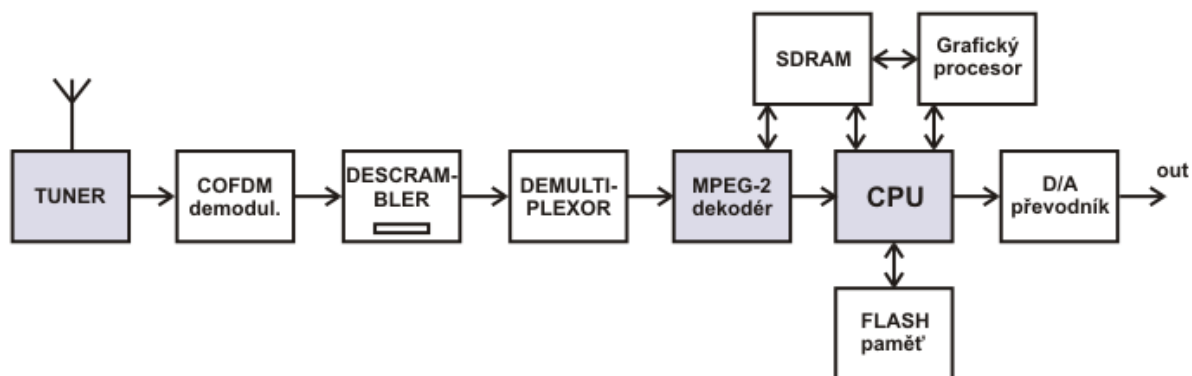 SDRAM
Grafický
procesor
TUNER
COFDM
demodul.
DESCRAM-
BLER
DEMULTI-
PLEXOR
MPEG-2
dekodér
CPU
D/A
převodník
out
FLASH
paměť